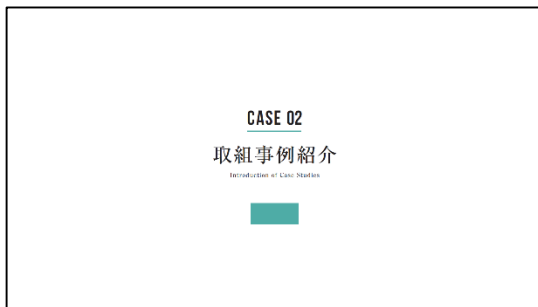 CASE 02
取組事例紹介
Introduction of Case Studies